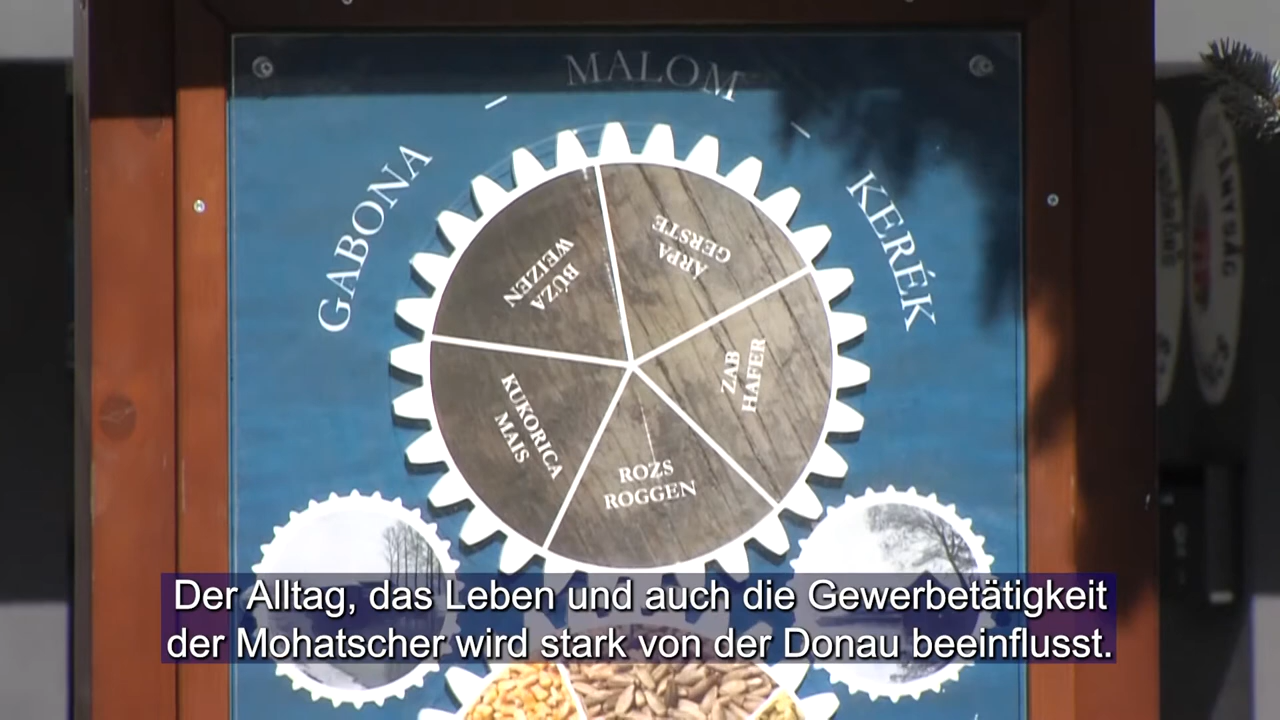 GABONA – MALOM – KERÉK
BÚZA
WEIZEN
ÁRPA
GERSTE
ZAB
HAFER
KUKORICA
MAIS
ROZS
ROGGEN
Der Alltag, das Leben und auch die Gewerbetätigkeit
der Mohatscher wird stark von der Donau beeinflusst.